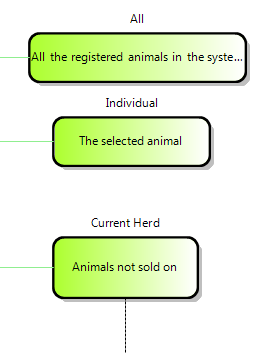 All
All the registered animals in the syste...
Individual
The selected animal
Current Herd
Animals not sold on